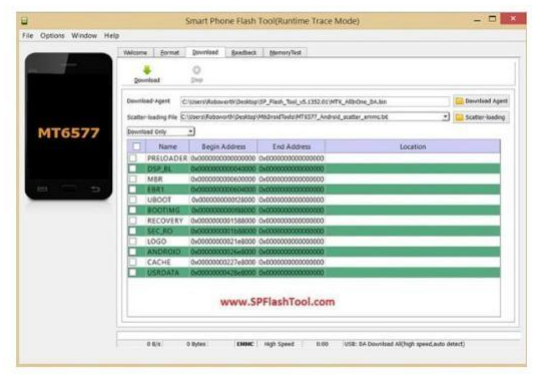 Smart Phone Flash Tool(Runtime Trace Mode)
File Options Window Help
Welcome Format Download Readback MemoryTest
Download Stop
Download-Agent C:\Users\Robsworth\Desktop\SP_Flash_Tool_v5.1352.01\MTK_AllInOne_DA.bin Download Agent
Scatter-loading File C:\Users\Robsworth\Desktop\MtkDroidTools\MT6577_Android_scatter_emmc.txt Scatter-loading
Download Only
MT6577
Name Begin Address End Address Location
PRELOADER 0x0000000000000000 0x0000000000000000
DSP_BL 0x0000000000040000 0x0000000000000000
MBR 0x0000000000600000 0x0000000000000000
EBR1 0x0000000000604000 0x0000000000000000
UBOOT 0x0000000000f28000 0x0000000000000000
BOOTIMG 0x0000000000f88000 0x0000000000000000
RECOVERY 0x0000000001588000 0x0000000000000000
SEC_RO 0x0000000001b88000 0x0000000000000000
LOGO 0x00000000021e8000 0x0000000000000000
ANDROID 0x00000000026e8000 0x0000000000000000
CACHE 0x00000000227e8000 0x0000000000000000
USRDATA 0x00000000428e8000 0x0000000000000000
www.SPFlashTool.com
0 B/s 0 Bytes EMMC High Speed 0:00 USB: DA Download All(high speed,auto detect)